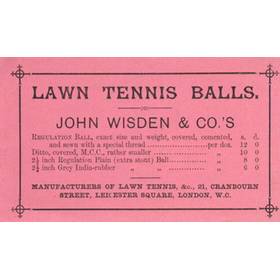 LAWN TENNIS BALLS.
JOHN WISDEN & CO.'S
REGULATION BALL, exact size and weight, covered, cemented, s. d.
and sewn with a special thread per doz. 12 0
Ditto, covered, M.C.C., rather smaller „ 10 0
2½ inch Regulation Plain (extra stout) Ball „ 8 0
2½ inch Grey India-rubber „ „ „ 6 0
MANUFACTURERS OF LAWN TENNIS, &c., 21, CRANBOURN
STREET, LEICESTER SQUARE, LONDON, W.C.